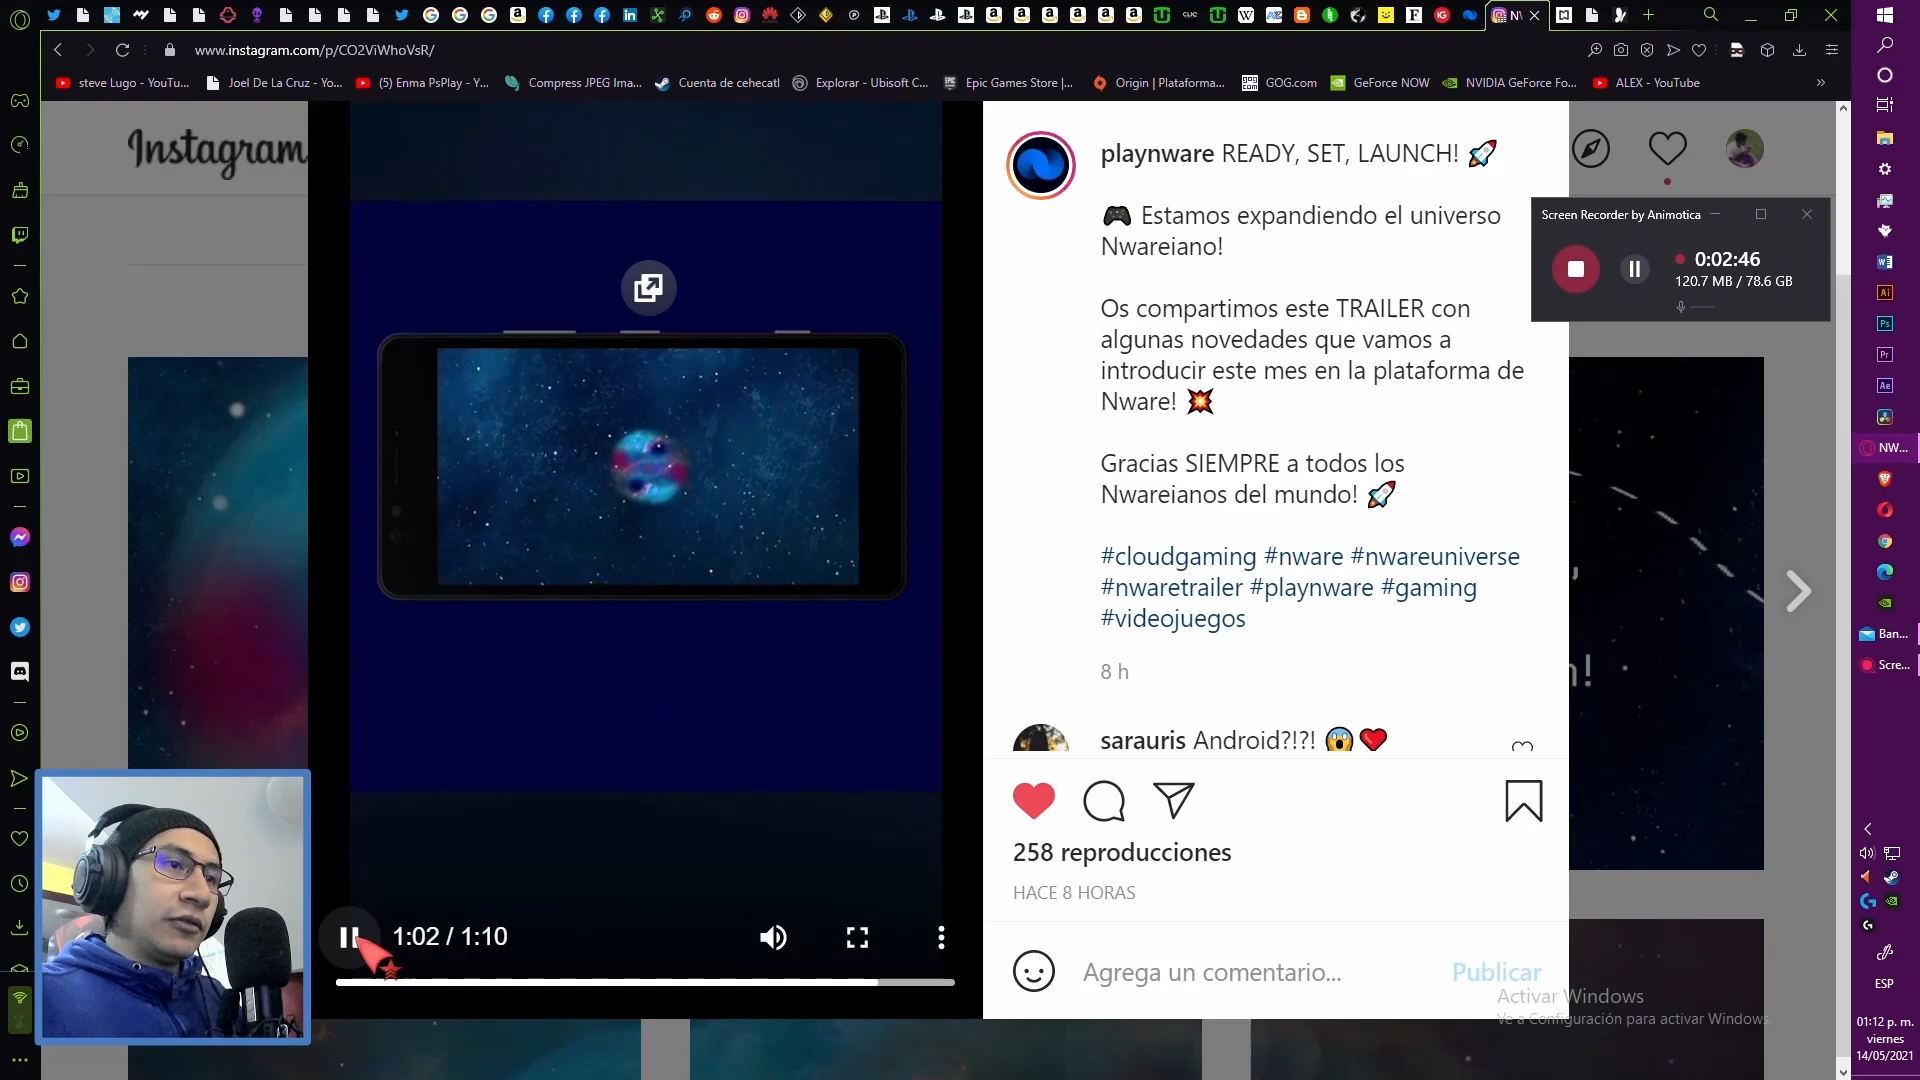 www.instagram.com/p/CO2ViWhoVsR/
steve Lugo - YouTu...
Joel De La Cruz - Yo...
(5) Enma PsPlay - Y...
Compress JPEG Ima...
Cuenta de cehecatl
Explorar - Ubisoft C...
Epic Games Store |...
Origin | Plataforma...
GOG.com
GeForce NOW
NVIDIA GeForce Fo...
ALEX - YouTube
Instagram
playnware READY, SET, LAUNCH! 🚀
🎮 Estamos expandiendo el universo
Nwareiano!
Os compartimos este TRAILER con
algunas novedades que vamos a
introducir este mes en la plataforma de
Nware! 💥
Gracias SIEMPRE a todos los
Nwareianos del mundo! 🚀
#cloudgaming #nware #nwareuniverse
#nwaretrailer #playnware #gaming
#videojuegos
8 h
sarauris Android?!?! 😱❤️
258 reproducciones
HACE 8 HORAS
Agrega un comentario...
Publicar
1:02 / 1:10
Screen Recorder by Animotica
0:02:46
120.7 MB / 78.6 GB
Activar Windows
Ve a Configuración para activar Windows.
NW...
Ban...
Scre...
ESP
01:12 p. m.
viernes
14/05/2021